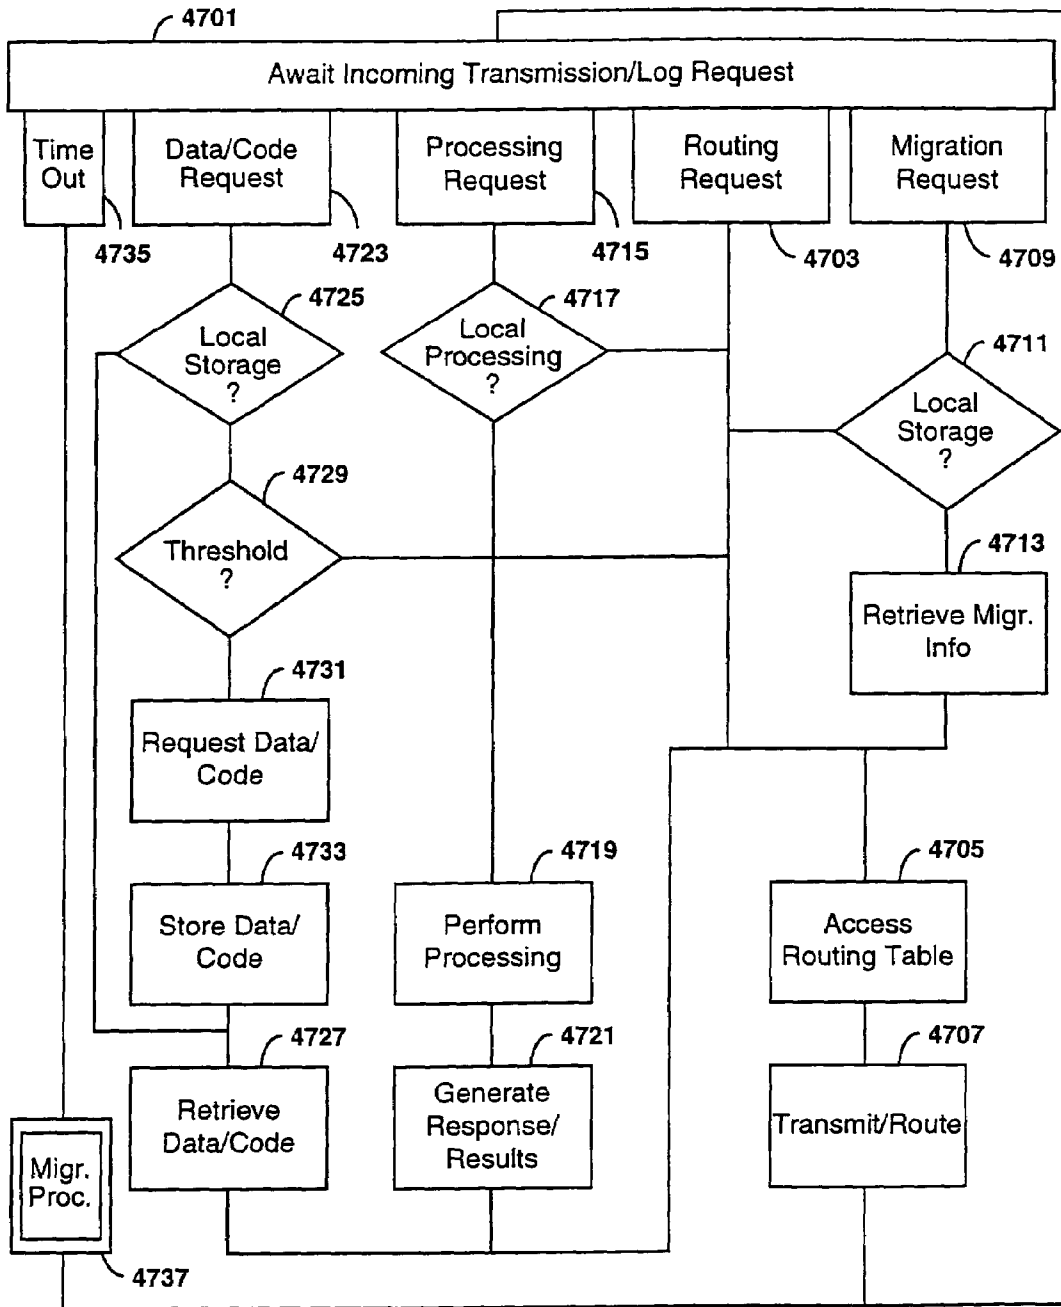 4701
Await Incoming Transmission/Log Request
Time
Out
4735
Data/Code
Request
4723
Processing
Request
4715
Routing
Request
4703
Migration
Request
4709
4725
Local
Storage
?
4717
Local
Processing
?
4711
Local
Storage
?
4729
Threshold
?
4713
Retrieve Migr.
Info
4731
Request Data/
Code
4733
Store Data/
Code
4719
Perform
Processing
4705
Access
Routing Table
4727
Retrieve
Data/Code
4721
Generate
Response/
Results
4707
Transmit/Route
Migr.
Proc.
4737